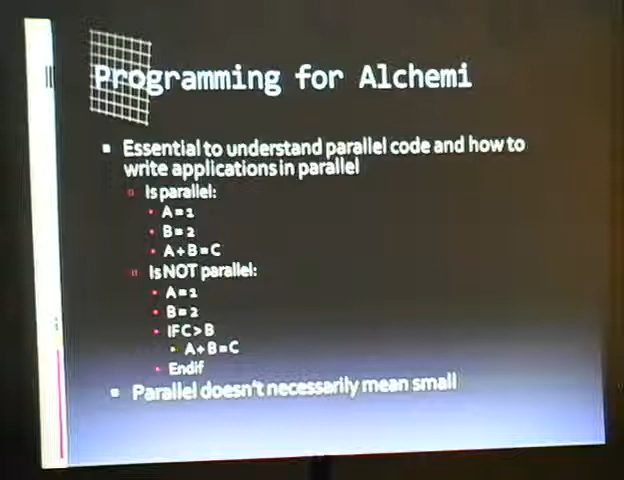 Programming for Alchemi
Essential to understand parallel code and how to
write applications in parallel
Is parallel:
A = 1
B = 2
A + B = C
Is NOT parallel:
A = 1
B = 2
IF C > B
A + B = C
Endif
Parallel doesn't necessarily mean small